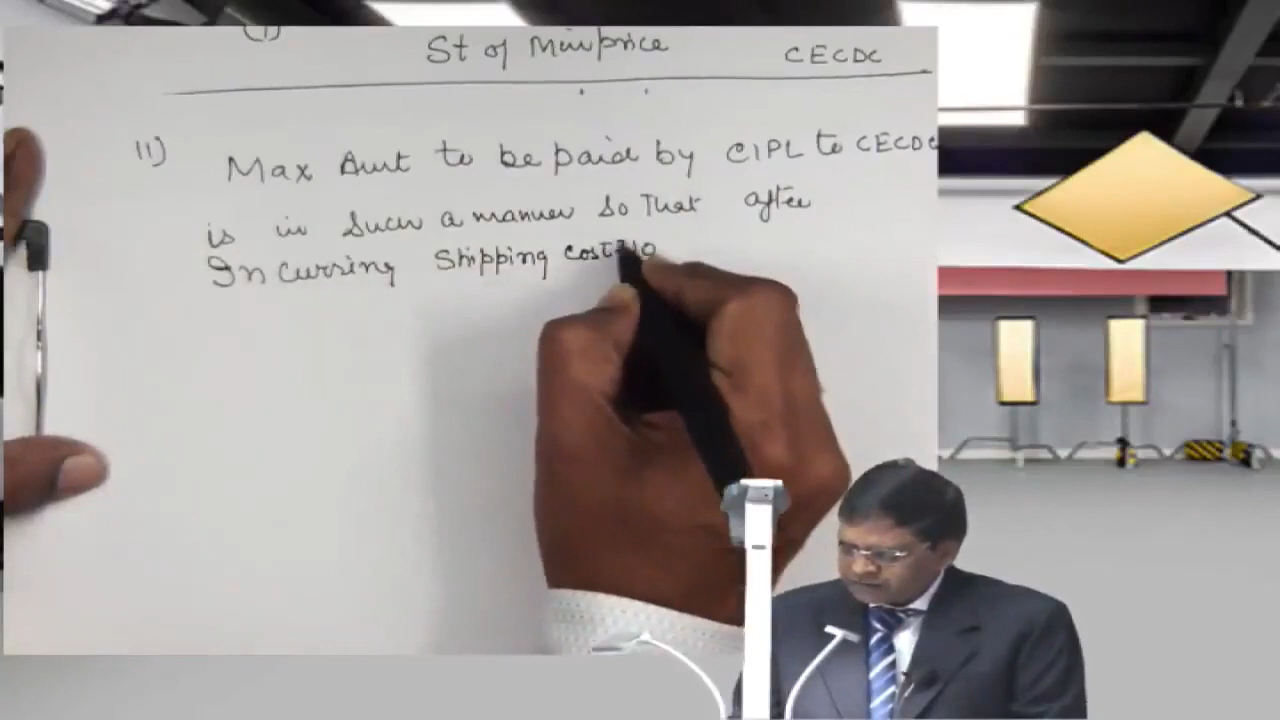 (1)
St of Minprice CECDC
11) Max Amt to be paid by CIPL to CECDC
is in such a manner so that after
Incurring Shipping cost